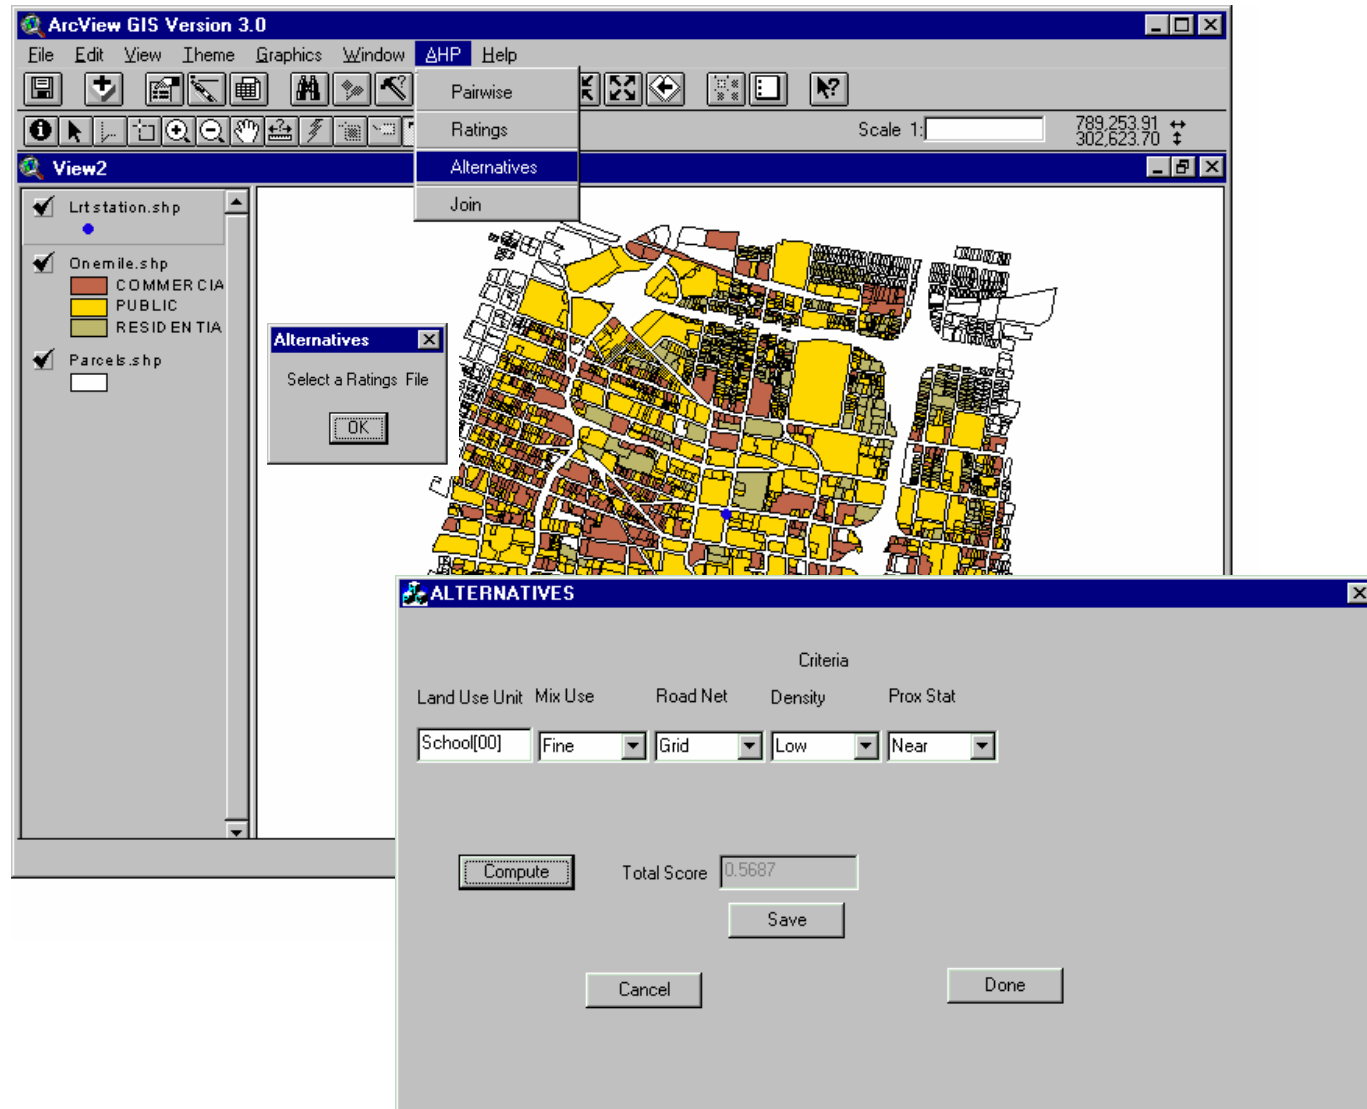 ArcView GIS Version 3.0
File Edit View Theme Graphics Window AHP Help
Pairwise
Ratings
Alternatives
Join
Scale 1:
789,253.91
302,623.70
View2
Lrtstation.shp
Onemile.shp
COMMERCIA
PUBLIC
RESIDENTIA
Parcels.shp
Alternatives
Select a Ratings File
OK
ALTERNATIVES
Criteria
Land Use Unit Mix Use Road Net Density Prox Stat
School[00] Fine Grid Low Near
Compute Total Score 0.5687
Save
Cancel Done